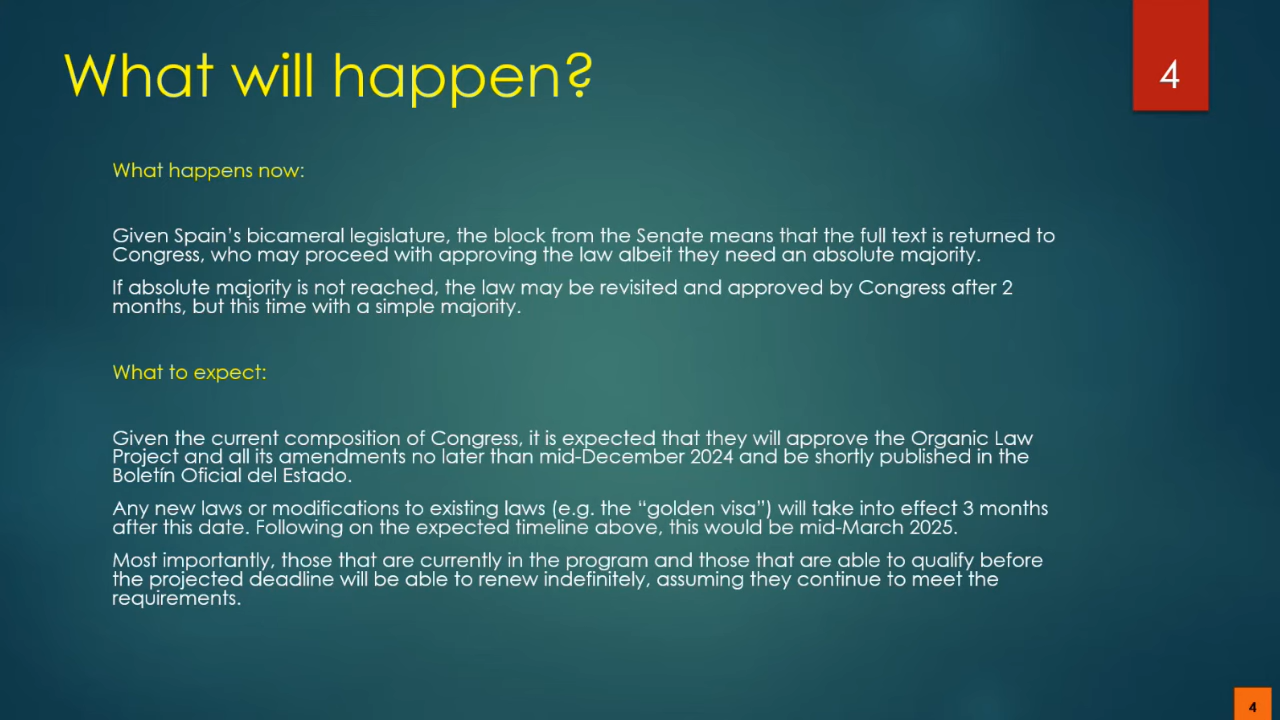 What will happen?
4
What happens now:
Given Spain's bicameral legislature, the block from the Senate means that the full text is returned to
Congress, who may proceed with approving the law albeit they need an absolute majority.
If absolute majority is not reached, the law may be revisited and approved by Congress after 2
months, but this time with a simple majority.
What to expect:
Given the current composition of Congress, it is expected that they will approve the Organic Law
Project and all its amendments no later than mid-December 2024 and be shortly published in the
Boletín Oficial del Estado.
Any new laws or modifications to existing laws (e.g. the “golden visa”) will take into effect 3 months
after this date. Following on the expected timeline above, this would be mid-March 2025.
Most importantly, those that are currently in the program and those that are able to qualify before
the projected deadline will be able to renew indefinitely, assuming they continue to meet the
requirements.
4